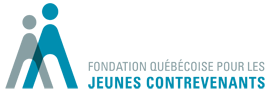 FONDATION QUÉBÉCOISE POUR LES
JEUNES CONTREVENANTS